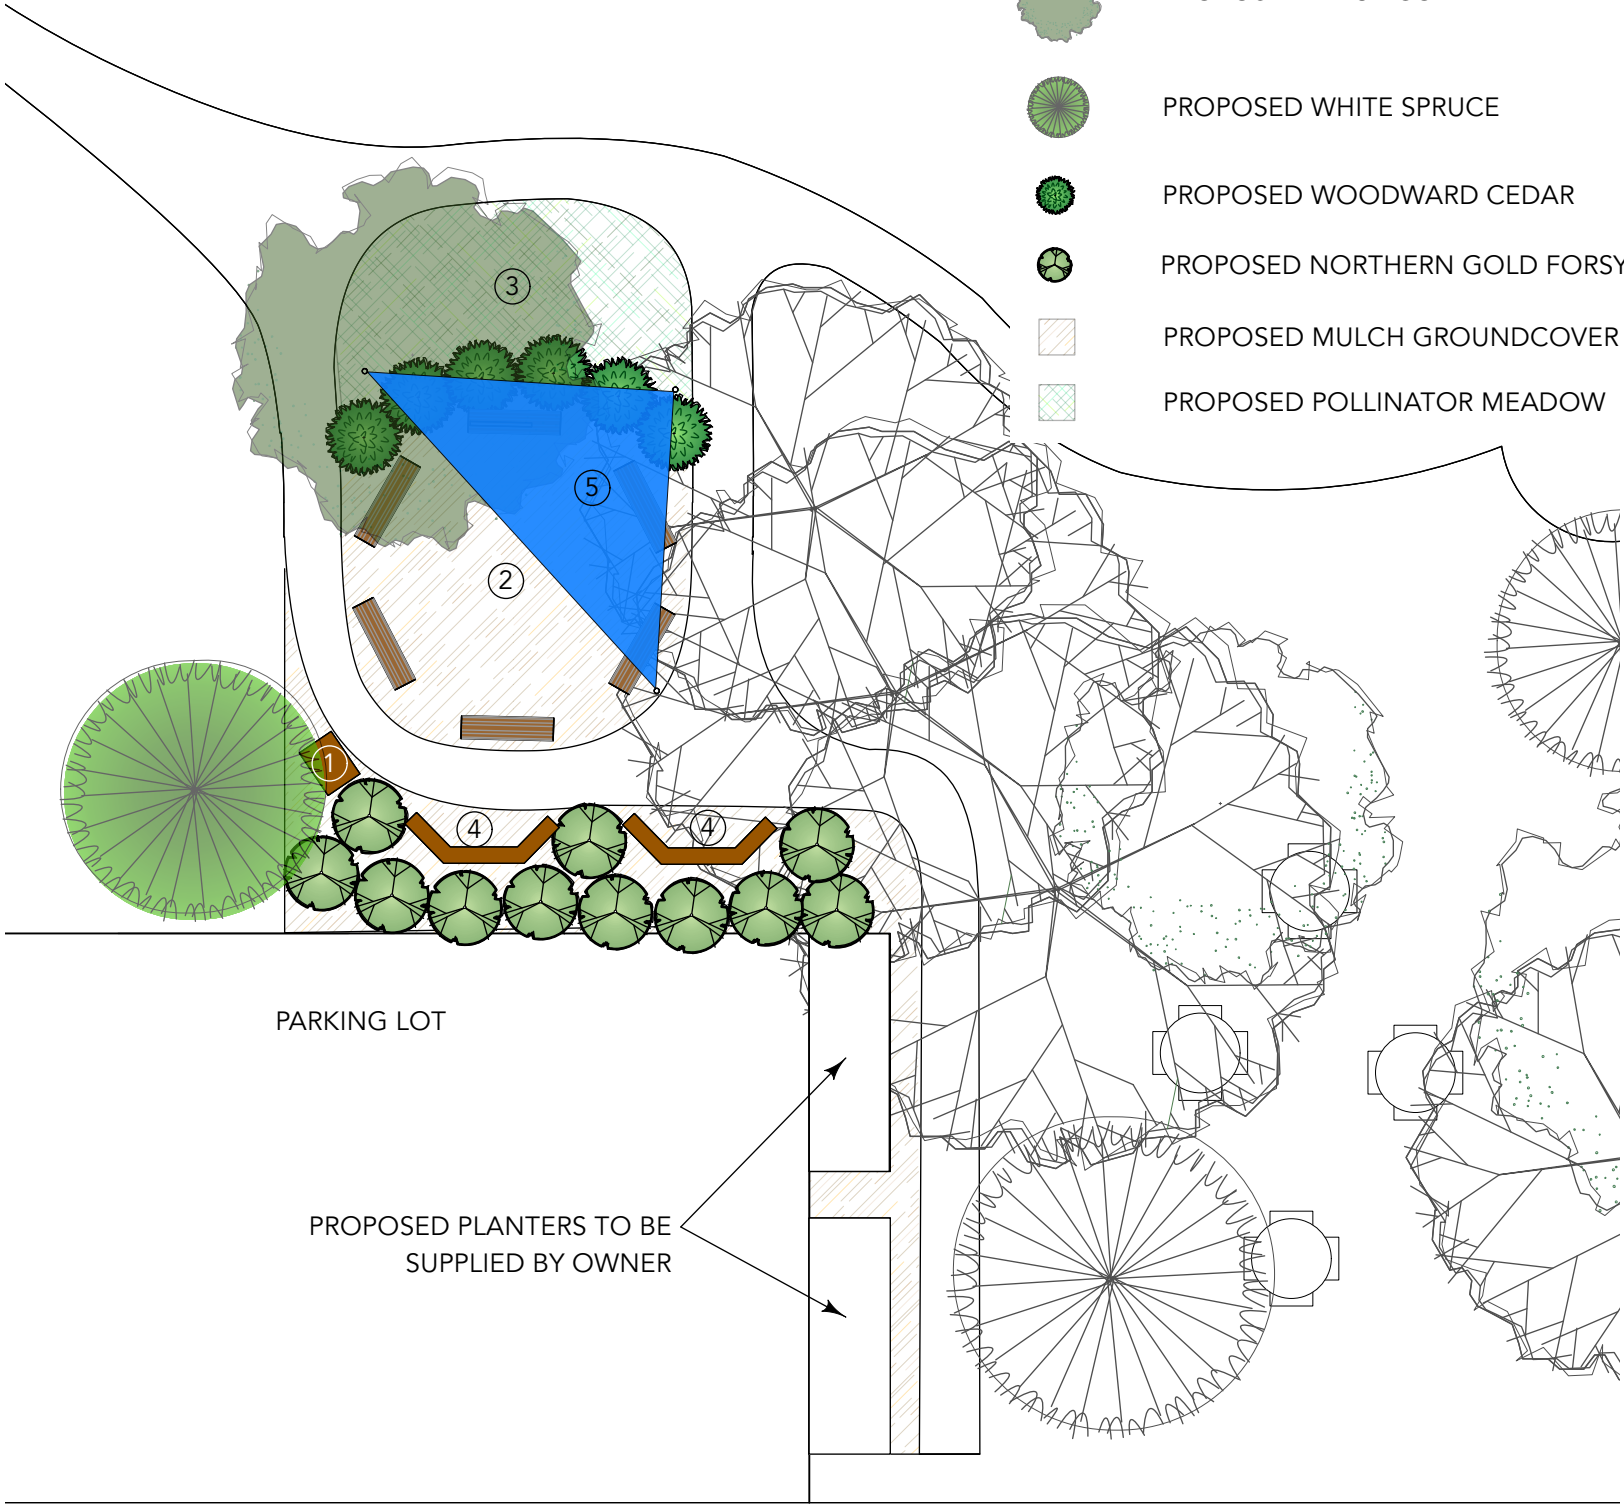 PROPOSED WHITE SPRUCE
PROPOSED WOODWARD CEDAR
PROPOSED NORTHERN GOLD FORSY
PROPOSED MULCH GROUNDCOVER
PROPOSED POLLINATOR MEADOW
3
5
2
1
4
4
PARKING LOT
PROPOSED PLANTERS TO BE
SUPPLIED BY OWNER